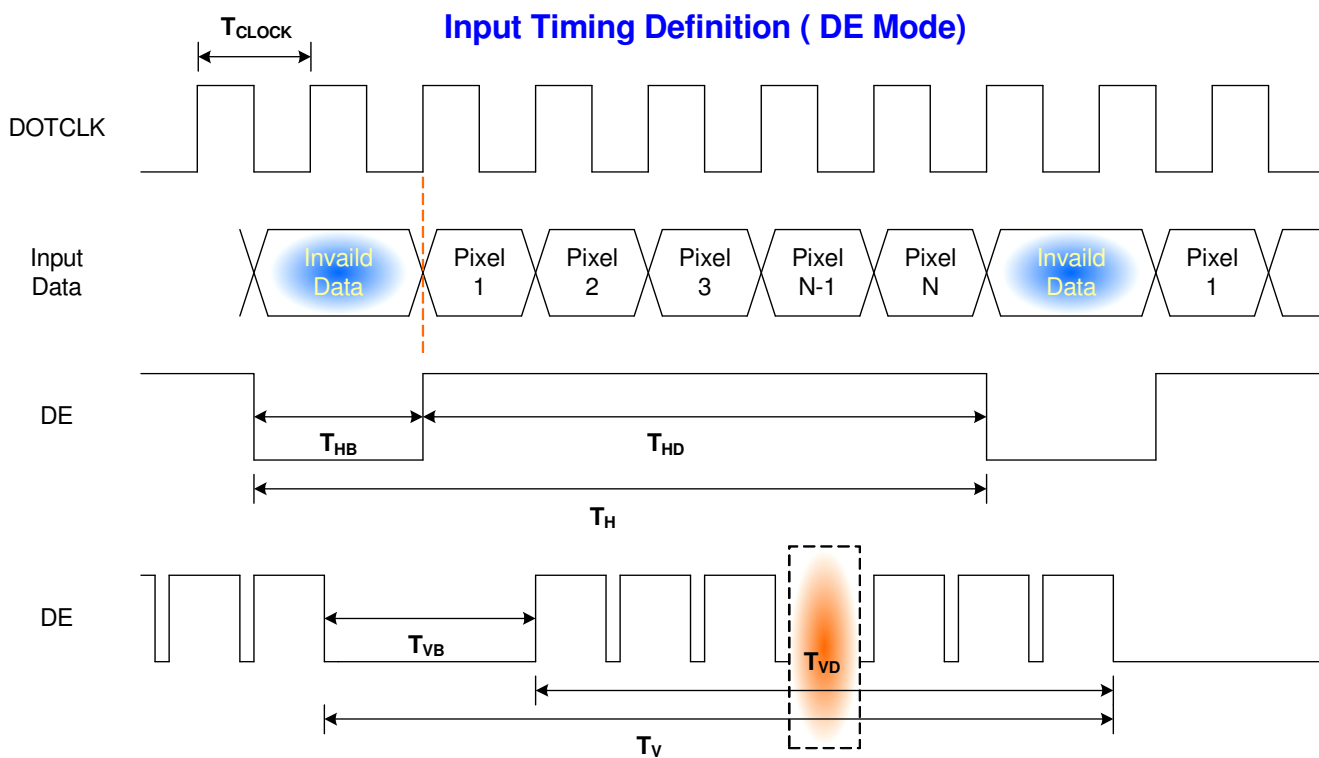 Input Timing Definition ( DE Mode)
TCLOCK
DOTCLK
Input
Data
Invaild
Data
Pixel
1
Pixel
2
Pixel
3
Pixel
N-1
Pixel
N
Invaild
Data
Pixel
1
DE
THB
THD
TH
DE
TVB
TVD
TV